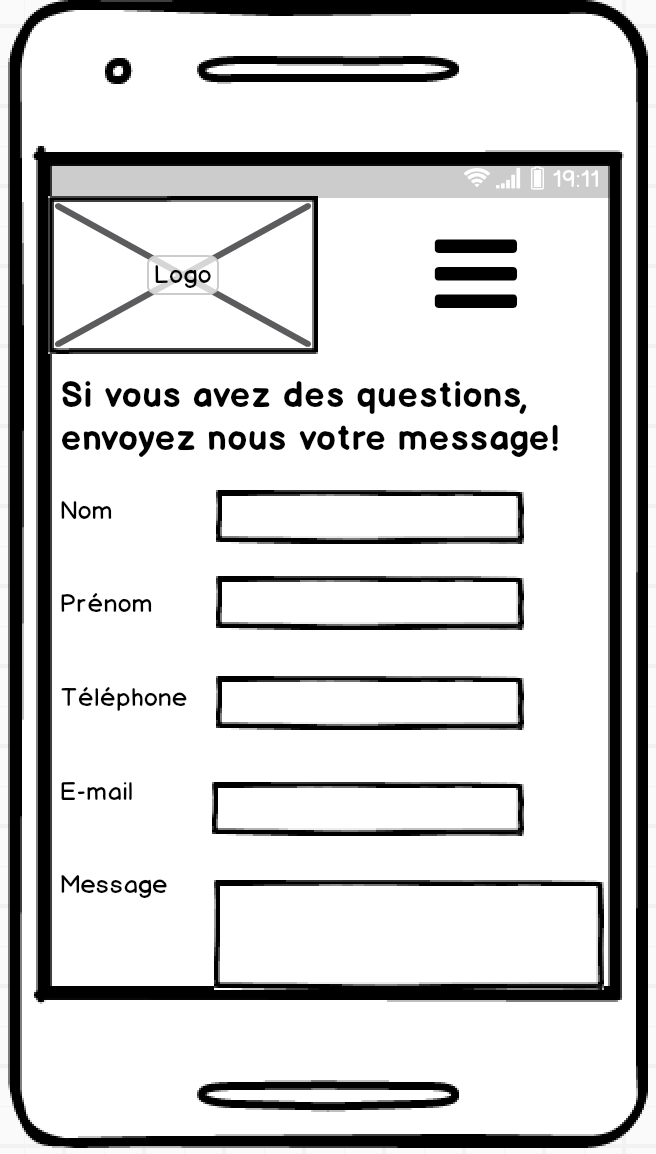 19:11
Logo
Si vous avez des questions,
envoyez nous votre message!
Nom
Prénom
Téléphone
E-mail
Message